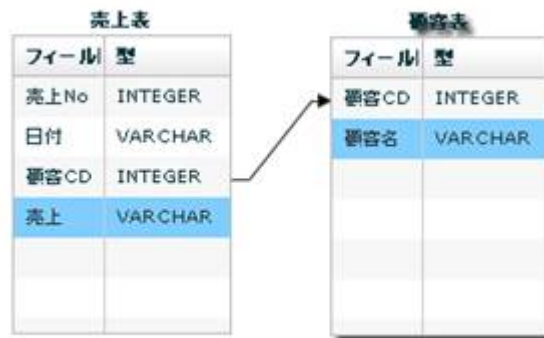 売上表
フィール 型
売上No INTEGER
日付 VARCHAR
顧客CD INTEGER
売上 VARCHAR
顧客表
フィール 型
顧客CD INTEGER
顧客名 VARCHAR